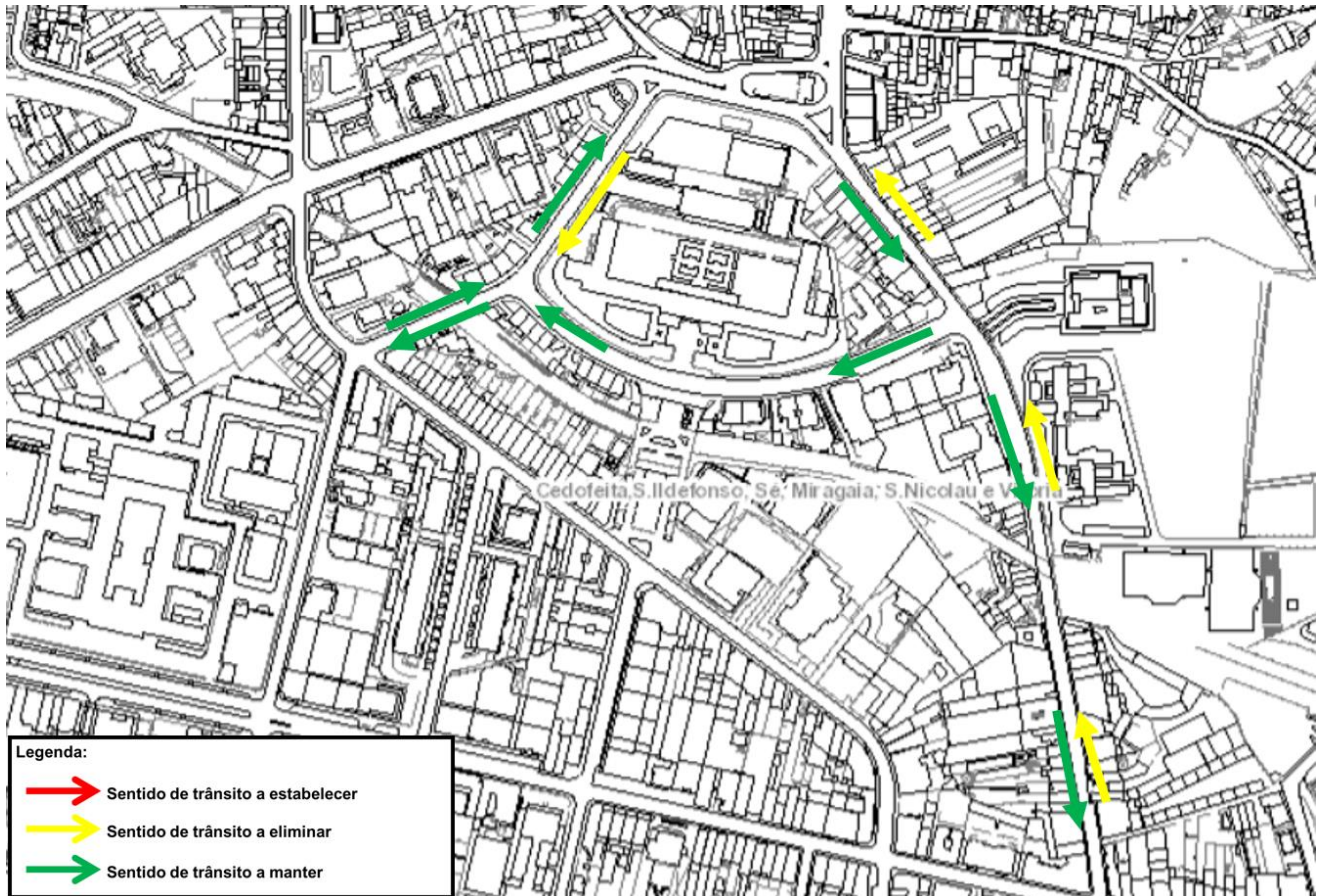 Cedofeita,S.Ildefonso, Sé, Miragaia, S.Nicolau e Vitória
Legenda:
Sentido de trânsito a estabelecer
Sentido de trânsito a eliminar
Sentido de trânsito a manter